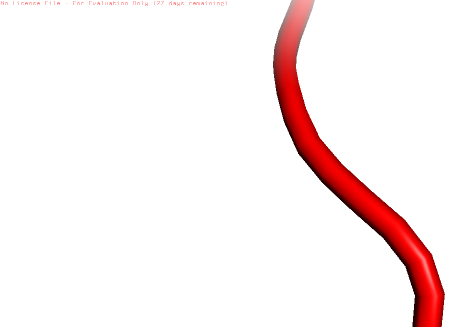 No License File - For Evaluation Only (27 days remaining)